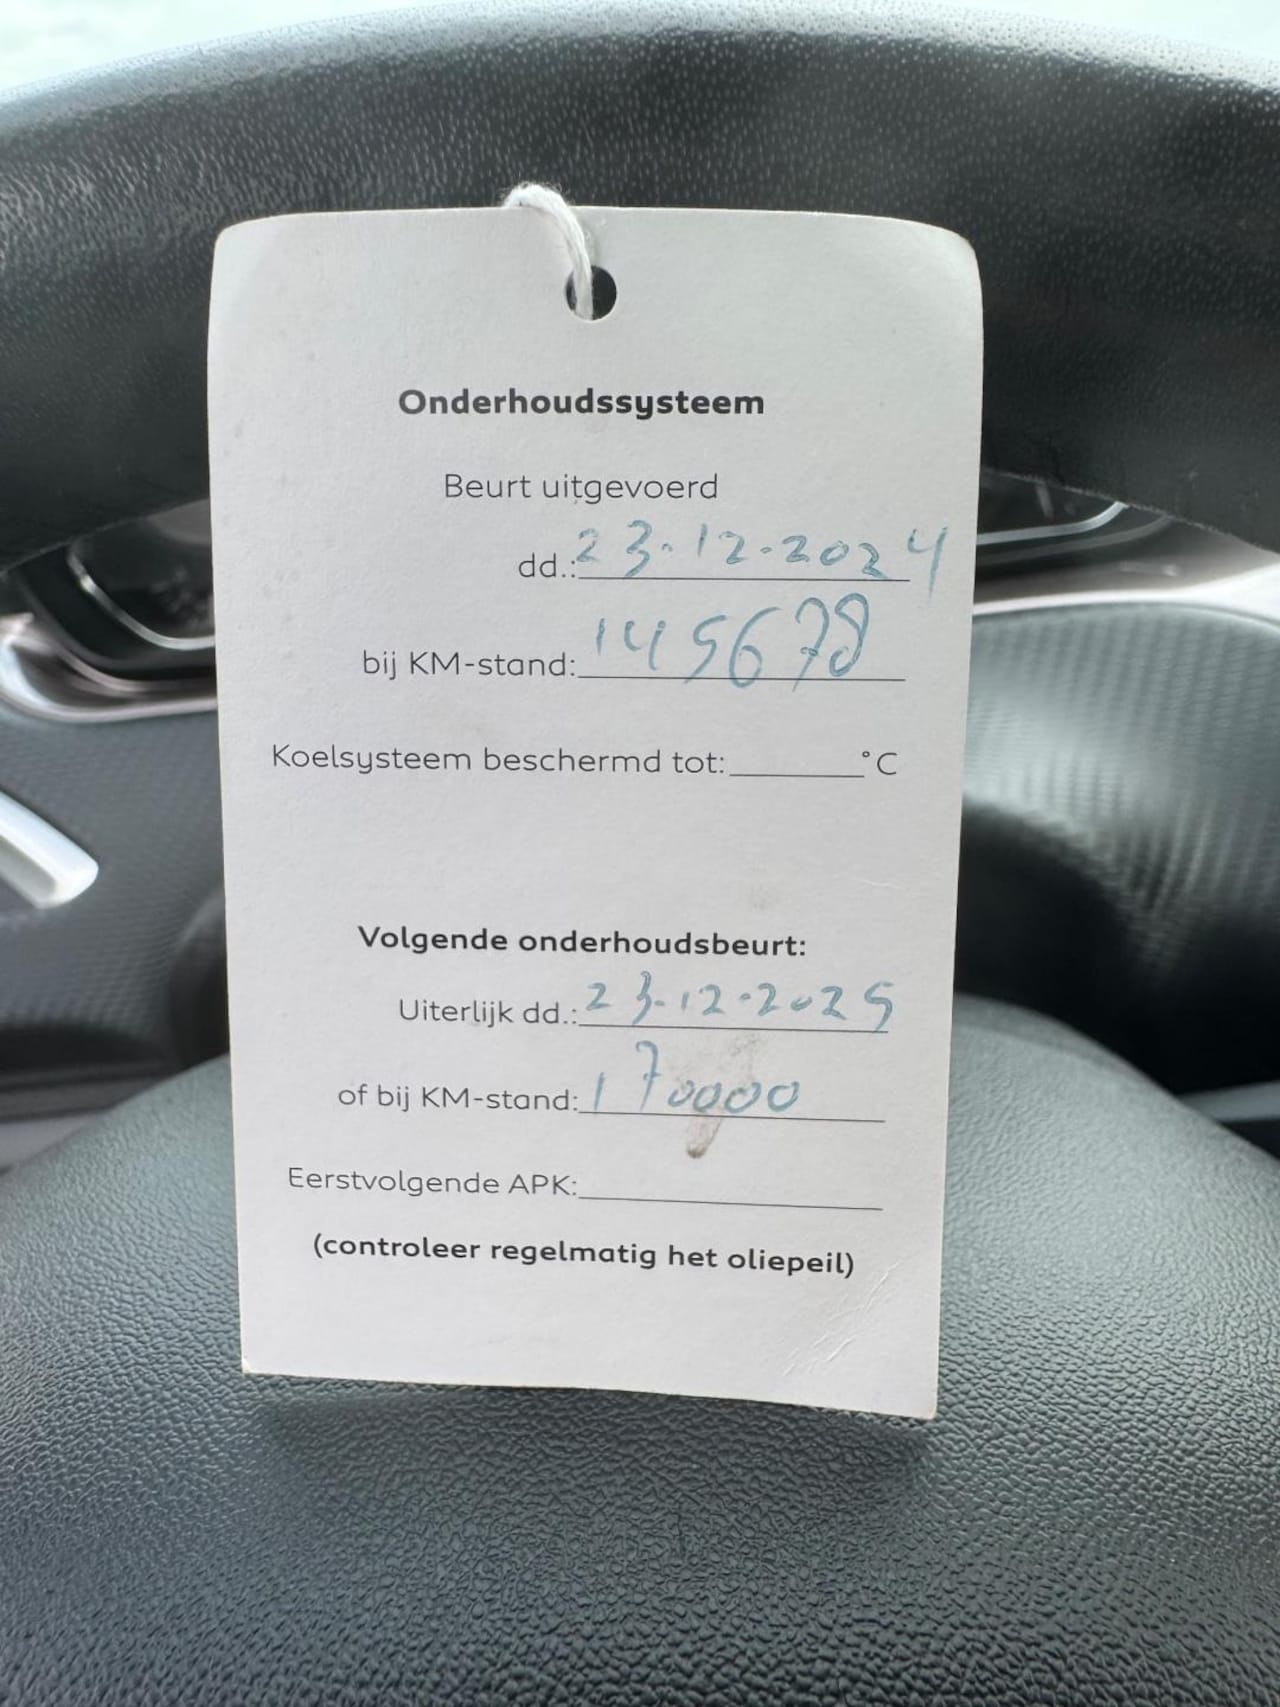 Onderhoudssysteem
Beurt uitgevoerd
dd.: 23-12-2024
bij KM-stand: 145678
Koelsysteem beschermd tot: °C
Volgende onderhoudsbeurt:
Uiterlijk dd.: 23-12-2025
of bij KM-stand: 170000
Eerstvolgende APK:
(controleer regelmatig het oliepeil)